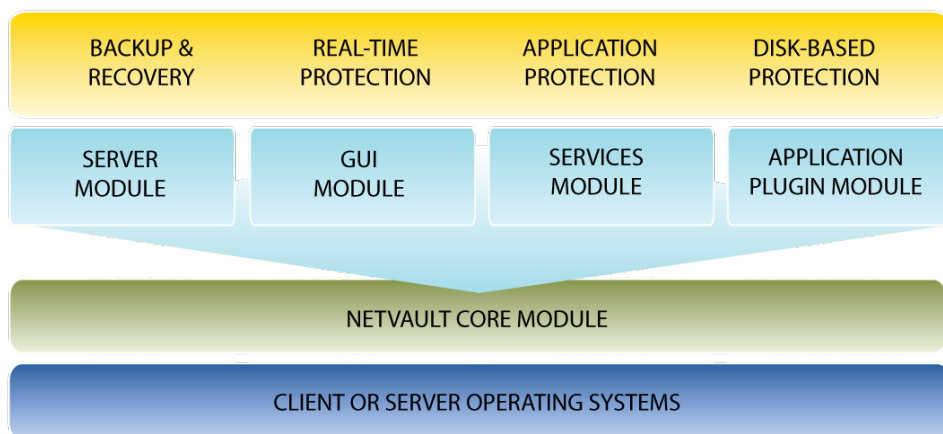 BACKUP &
RECOVERY
REAL-TIME
PROTECTION
APPLICATION
PROTECTION
DISK-BASED
PROTECTION
SERVER
MODULE
GUI
MODULE
SERVICES
MODULE
APPLICATION
PLUGIN MODULE
NETVAULT CORE MODULE
CLIENT OR SERVER OPERATING SYSTEMS